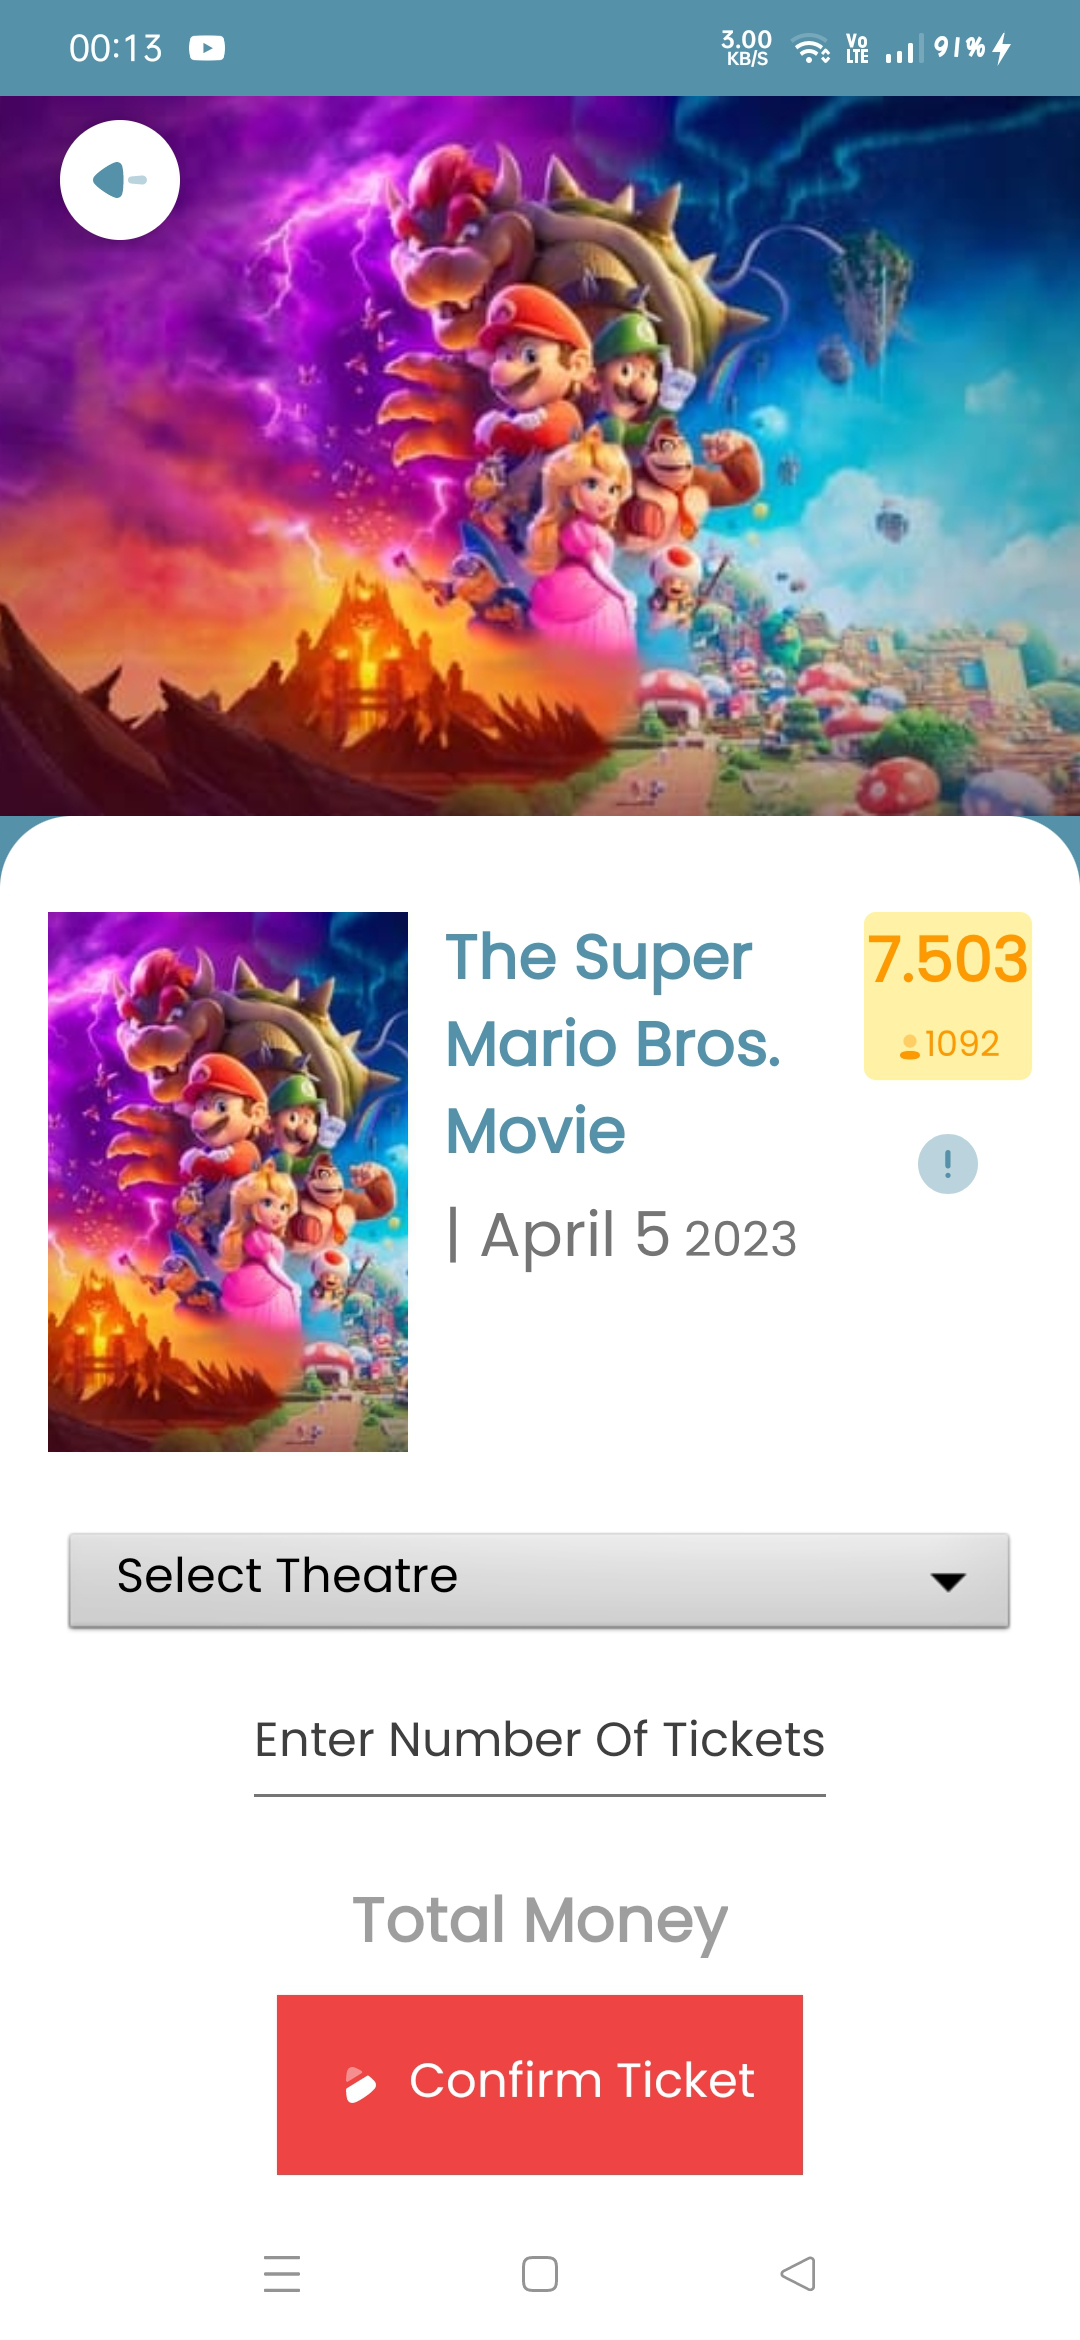 00:13
3.00
KB/S
Vo
LTE
91%
The Super
Mario Bros.
Movie
| April 5 2023
7.503
1092
!
Select Theatre
Enter Number Of Tickets
Total Money
Confirm Ticket